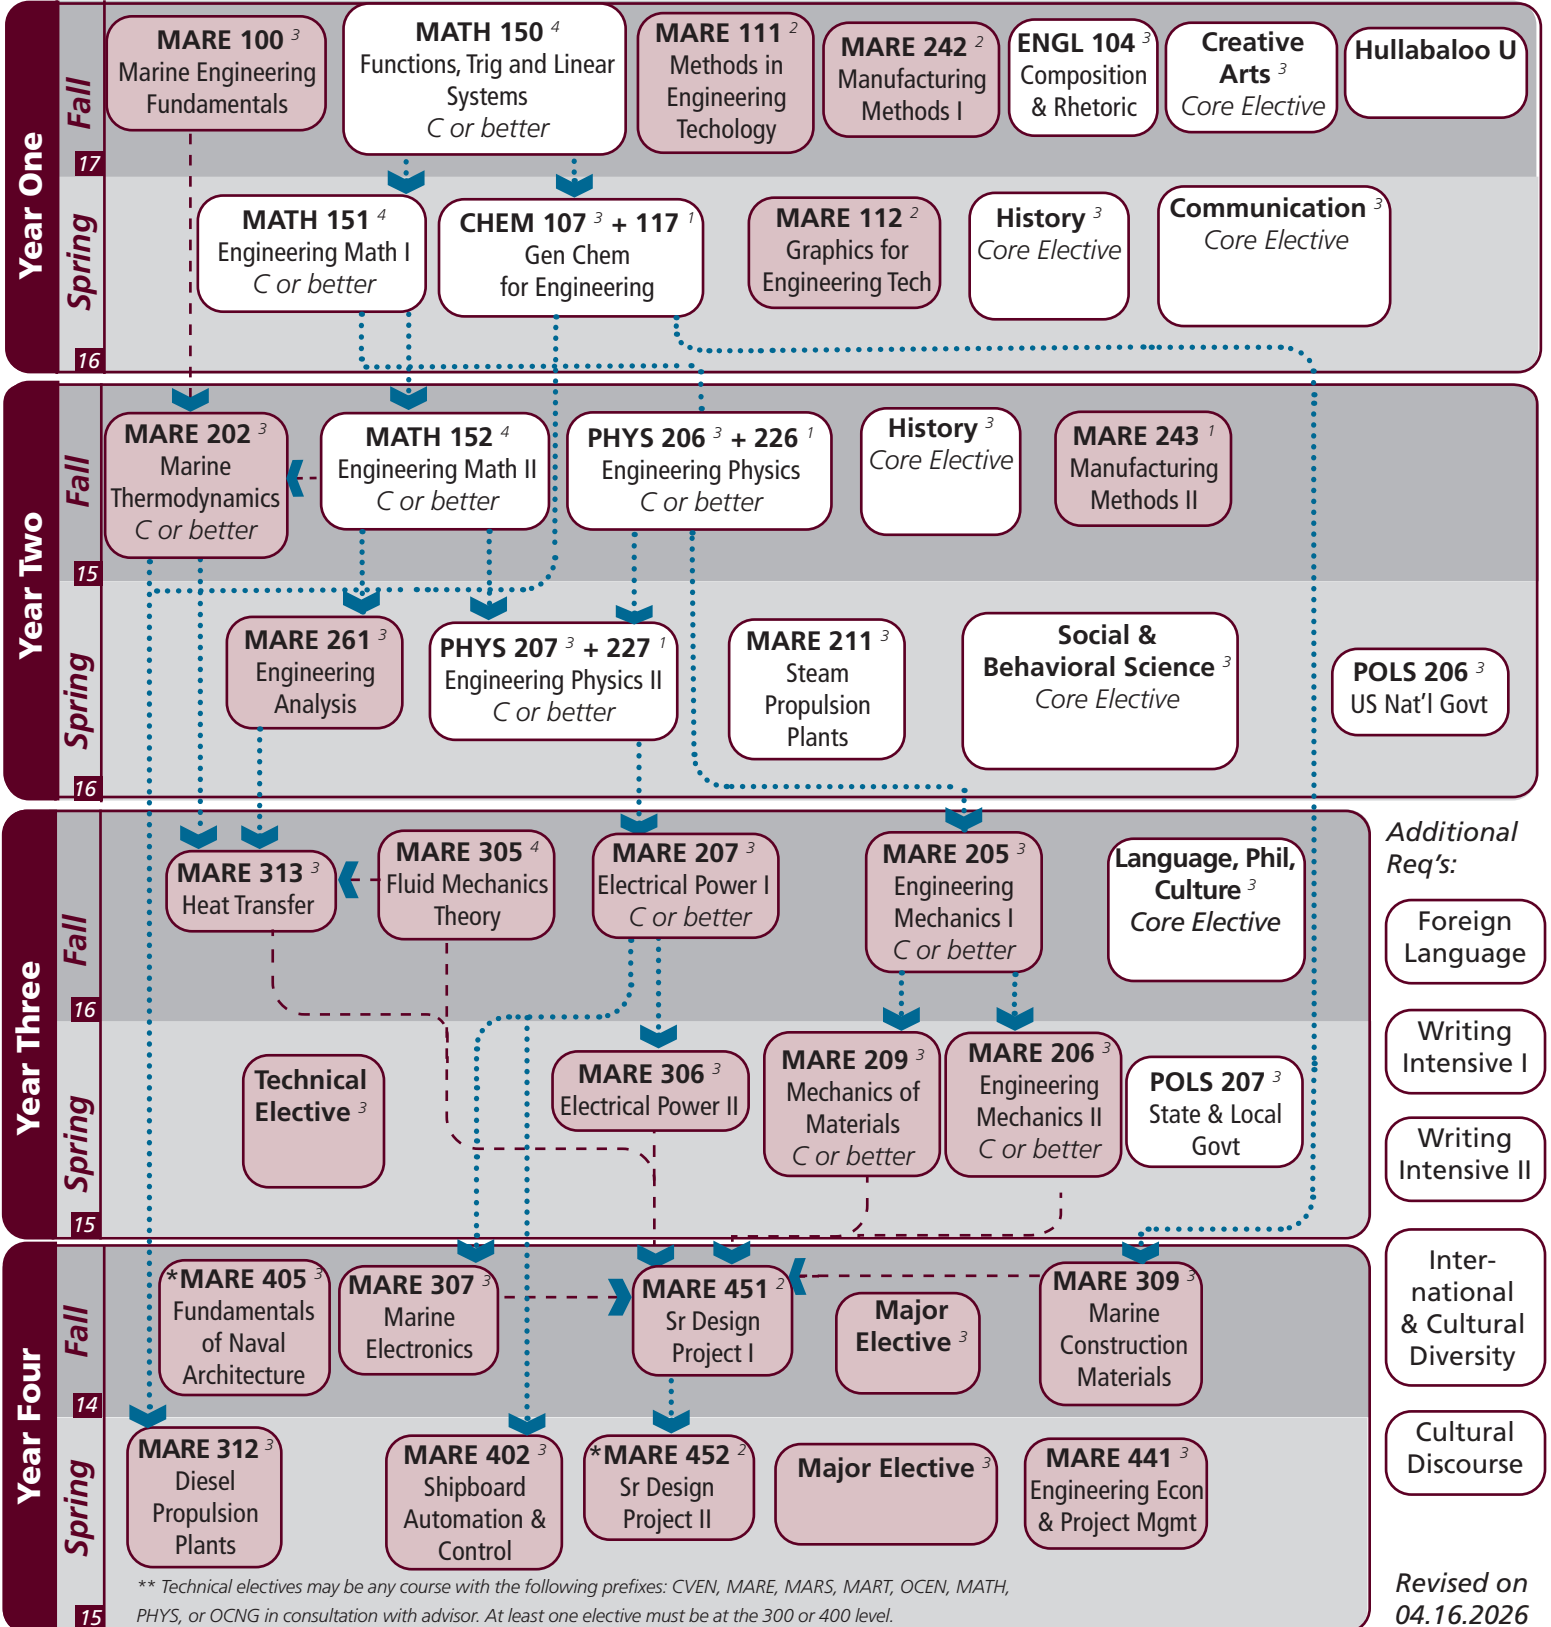 Year One
Fall
17
MARE 100 3
Marine Engineering
Fundamentals
MATH 150 4
Functions, Trig and Linear
Systems
C or better
MARE 111 2
Methods in
Engineering
Techology
MARE 242 2
Manufacturing
Methods I
ENGL 104 3
Composition
& Rhetoric
Creative
Arts 3
Core Elective
Hullabaloo U
Spring
16
MATH 151 4
Engineering Math I
C or better
CHEM 107 3 + 117 1
Gen Chem
for Engineering
MARE 112 2
Graphics for
Engineering Tech
History 3
Core Elective
Communication 3
Core Elective
Year Two
Fall
15
MARE 202 3
Marine
Thermodynamics
C or better
MATH 152 4
Engineering Math II
C or better
PHYS 206 3 + 226 1
Engineering Physics
C or better
History 3
Core Elective
MARE 243 1
Manufacturing
Methods II
Spring
16
MARE 261 3
Engineering
Analysis
PHYS 207 3 + 227 1
Engineering Physics II
C or better
MARE 211 3
Steam
Propulsion
Plants
Social &
Behavioral Science 3
Core Elective
POLS 206 3
US Nat'l Govt
Year Three
Fall
16
MARE 313 3
Heat Transfer
MARE 305 4
Fluid Mechanics
Theory
MARE 207 3
Electrical Power I
C or better
MARE 205 3
Engineering
Mechanics I
C or better
Language, Phil,
Culture 3
Core Elective
Spring
15
Technical
Elective 3
MARE 306 3
Electrical Power II
MARE 209 3
Mechanics of
Materials
C or better
MARE 206 3
Engineering
Mechanics II
C or better
POLS 207 3
State & Local
Govt
Year Four
Fall
14
*MARE 405 3
Fundamentals
of Naval
Architecture
MARE 307 3
Marine
Electronics
MARE 451 2
Sr Design
Project I
Major
Elective 3
MARE 309 3
Marine
Construction
Materials
Spring
15
MARE 312 3
Diesel
Propulsion
Plants
MARE 402 3
Shipboard
Automation &
Control
*MARE 452 2
Sr Design
Project II
Major Elective 3
MARE 441 3
Engineering Econ
& Project Mgmt
** Technical electives may be any course with the following prefixes: CVEN, MARE, MARS, MART, OCEN, MATH,
PHYS, or OCNG in consultation with advisor. At least one elective must be at the 300 or 400 level.
Additional
Req's:
Foreign
Language
Writing
Intensive I
Writing
Intensive II
Inter-
national
& Cultural
Diversity
Cultural
Discourse
Revised on
04.16.2026